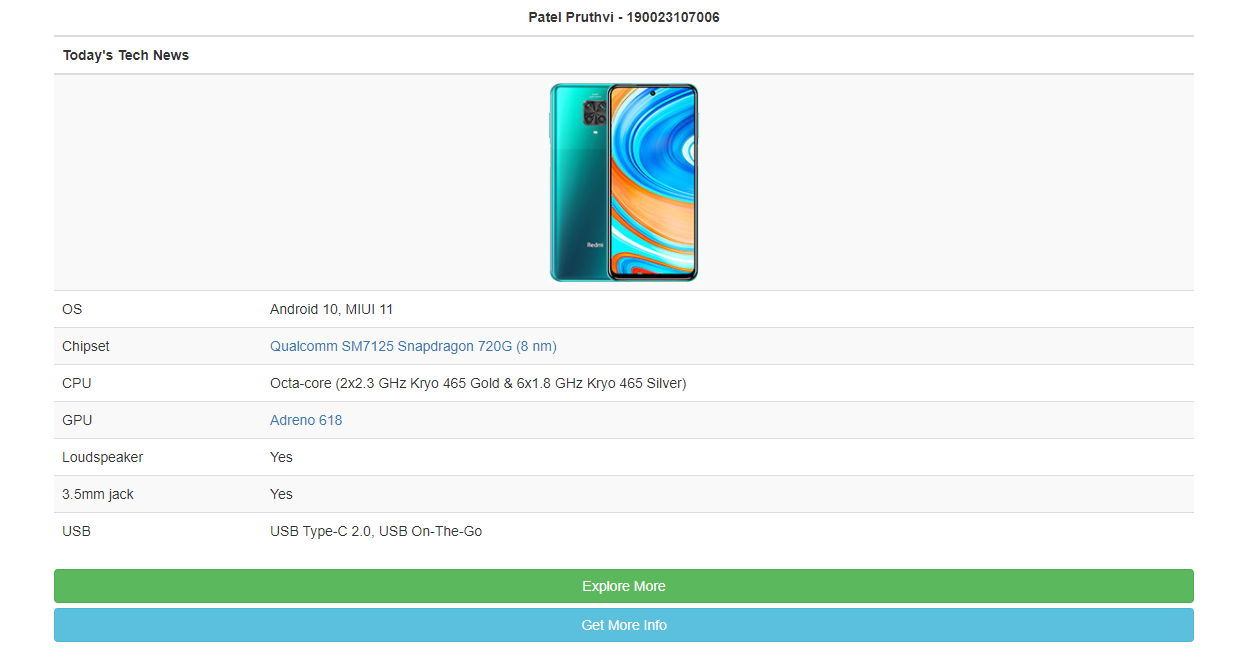 Patel Pruthvi - 190023107006
Today's Tech News
Redmi
OS Android 10, MIUI 11
Chipset Qualcomm SM7125 Snapdragon 720G (8 nm)
CPU Octa-core (2x2.3 GHz Kryo 465 Gold & 6x1.8 GHz Kryo 465 Silver)
GPU Adreno 618
Loudspeaker Yes
3.5mm jack Yes
USB USB Type-C 2.0, USB On-The-Go
Explore More
Get More Info